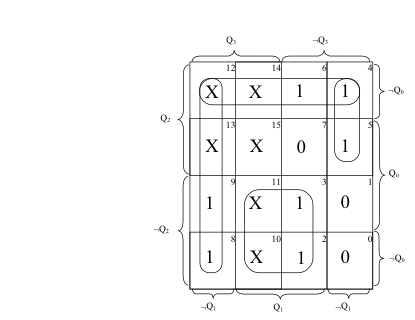 Q3 ¬Q3
12 14 6 4
X X 1 1 ¬Q0
Q2 13 15 7 5
X X 0 1 Q0
9 11 3 1
1 X 1 0
¬Q2 8 10 2 0
1 X 1 0 ¬Q0
¬Q1 Q1 ¬Q1